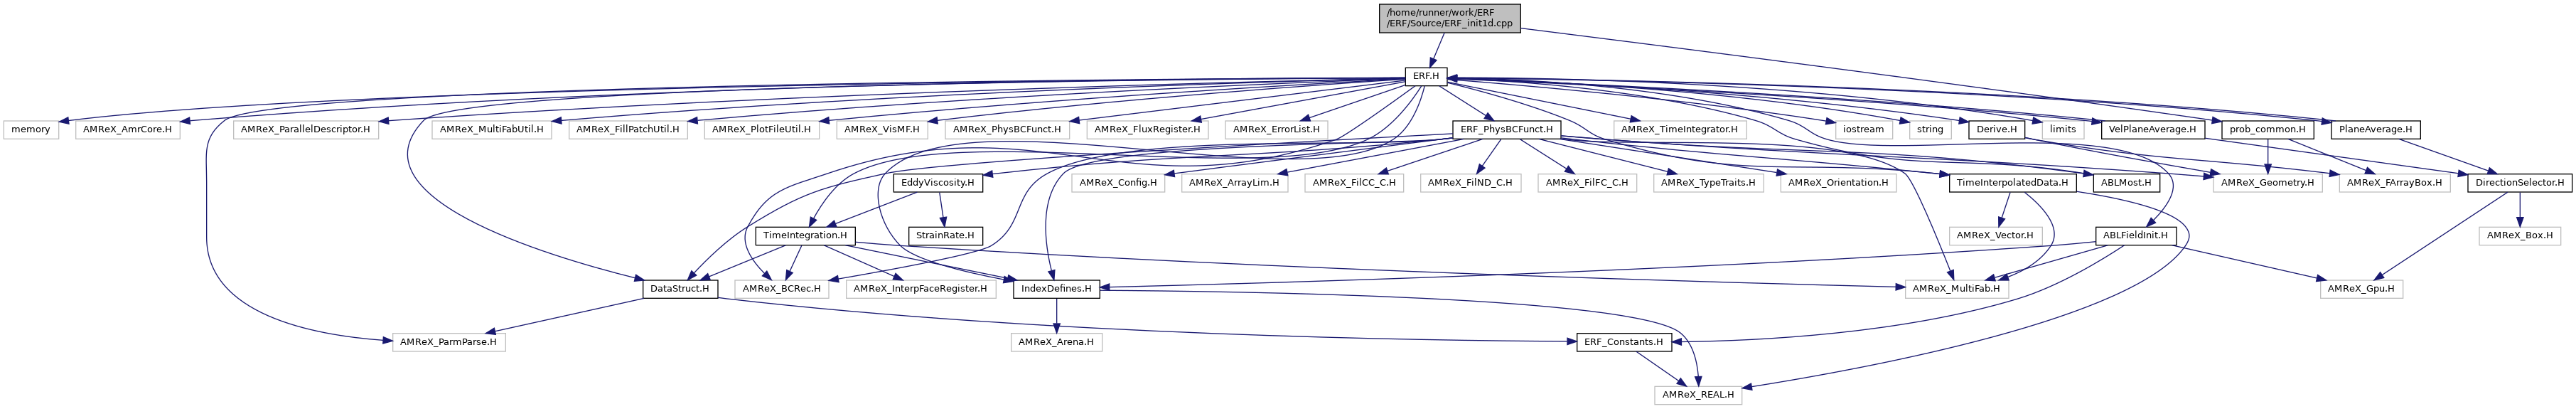 /home/runner/work/ERF
/ERF/Source/ERF_init1d.cpp
ERF.H
memory
AMReX_AmrCore.H
AMReX_ParallelDescriptor.H
AMReX_MultiFabUtil.H
AMReX_FillPatchUtil.H
AMReX_PlotFileUtil.H
AMReX_VisMF.H
AMReX_PhysBCFunct.H
AMReX_FluxRegister.H
AMReX_ErrorList.H
ERF_PhysBCFunct.H
AMReX_TimeIntegrator.H
iostream
string
Derive.H
limits
VelPlaneAverage.H
prob_common.H
PlaneAverage.H
EddyViscosity.H
AMReX_Config.H
AMReX_ArrayLim.H
AMReX_FilCC_C.H
AMReX_FilND_C.H
AMReX_FilFC_C.H
AMReX_TypeTraits.H
AMReX_Orientation.H
TimeInterpolatedData.H
ABLMost.H
AMReX_Geometry.H
AMReX_FArrayBox.H
DirectionSelector.H
TimeIntegration.H
StrainRate.H
AMReX_Vector.H
ABLFieldInit.H
AMReX_Box.H
DataStruct.H
AMReX_BCRec.H
AMReX_InterpFaceRegister.H
IndexDefines.H
AMReX_MultiFab.H
AMReX_Gpu.H
AMReX_ParmParse.H
AMReX_Arena.H
ERF_Constants.H
AMReX_REAL.H